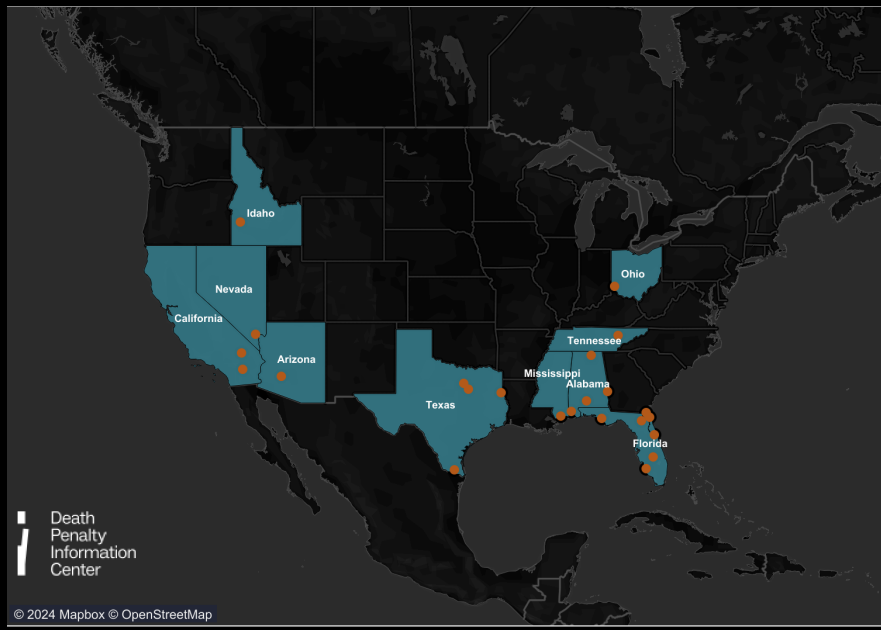 Idaho
Nevada
California
Arizona
Texas
Ohio
Tennessee
Mississippi
Alabama
Florida
Death
Penalty
Information
Center
© 2024 Mapbox © OpenStreetMap